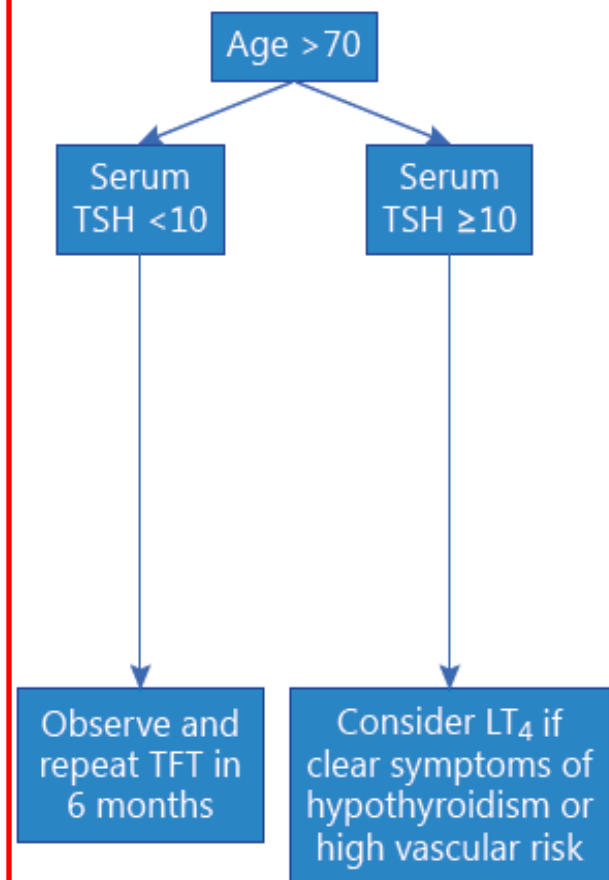 Age >70
Serum
TSH <10
Serum
TSH ≥10
Observe and
repeat TFT in
6 months
Consider LT₄ if
clear symptoms of
hypothyroidism or
high vascular risk